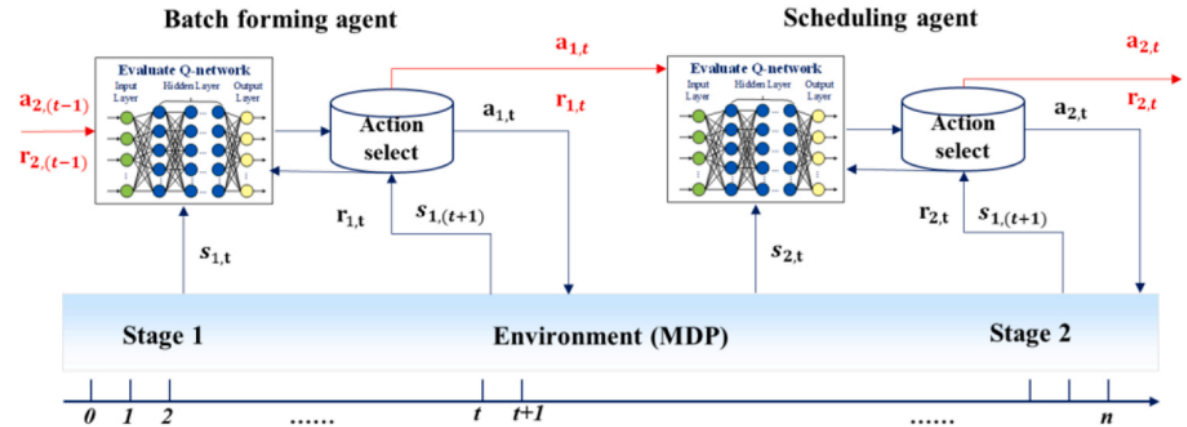 Batch forming agent
Scheduling agent
Evaluate Q-network
Input Layer
Hidden Layer
Output Layer
a2,(t−1)
r2,(t−1)
Action select
a1,t
r1,t
a1,t
r1,t
s1,(t+1)
s1,t
Evaluate Q-network
Input Layer
Hidden Layer
Output Layer
Action select
a2,t
r2,t
a2,t
r2,t
s1,(t+1)
s2,t
Stage 1
Environment (MDP)
Stage 2
0 1 2 ...... t t+1 ...... n